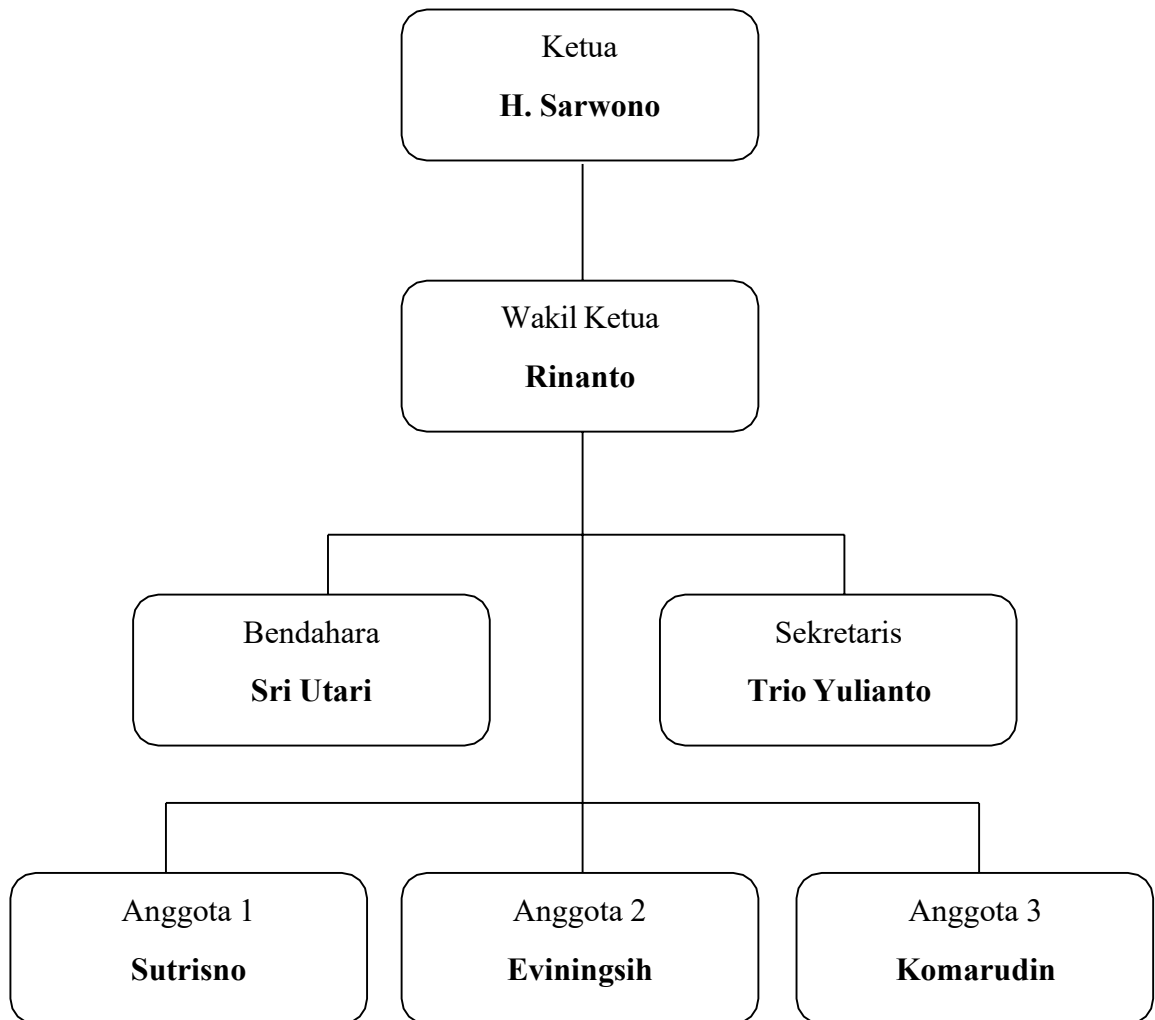 Ketua
H. Sarwono
Wakil Ketua
Rinanto
Bendahara
Sri Utari
Sekretaris
Trio Yulianto
Anggota 1
Sutrisno
Anggota 2
Eviningsih
Anggota 3
Komarudin